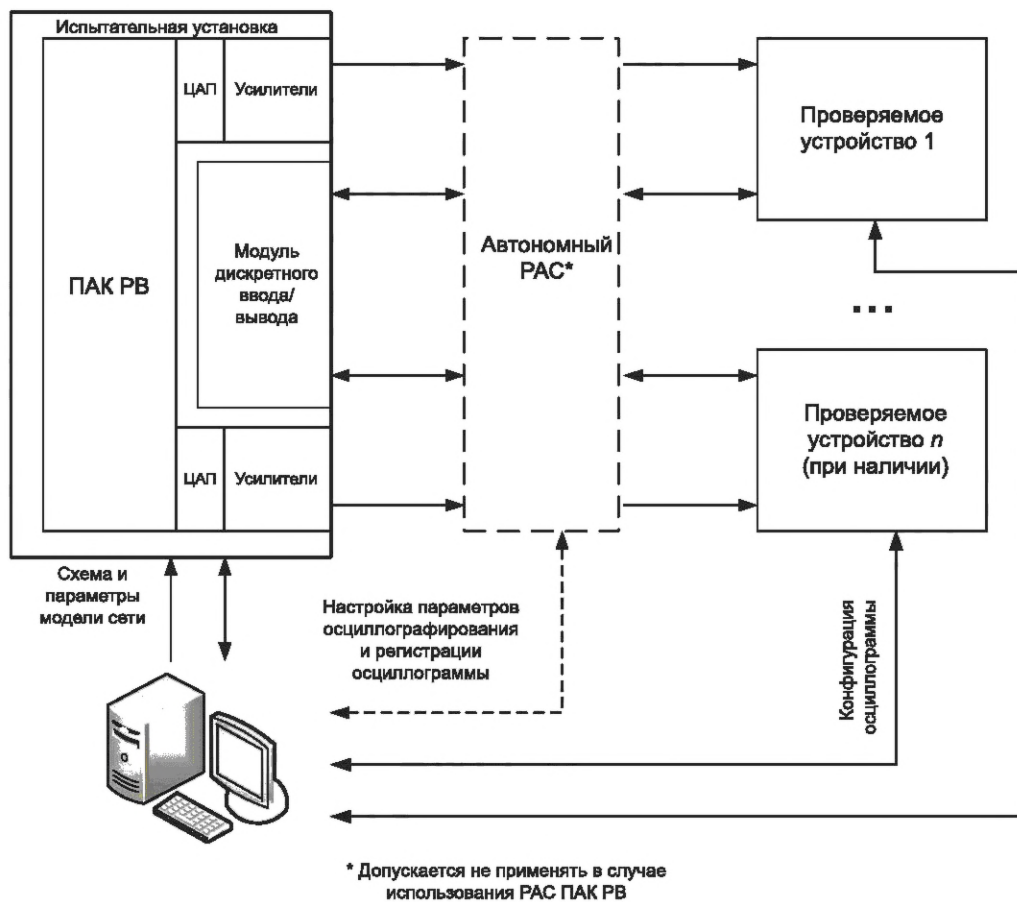 Испытательная установка
ПАК РВ
ЦАП
Усилители
Модуль
дискретного
ввода/
вывода
ЦАП
Усилители
Автономный
РАС*
Проверяемое
устройство 1
...
Проверяемое
устройство n
(при наличии)
Схема и
параметры
модели сети
Настройка параметров
осциллографирования
и регистрации
осциллограммы
Конфигурация
осциллограммы
* Допускается не применять в случае
использования РАС ПАК РВ